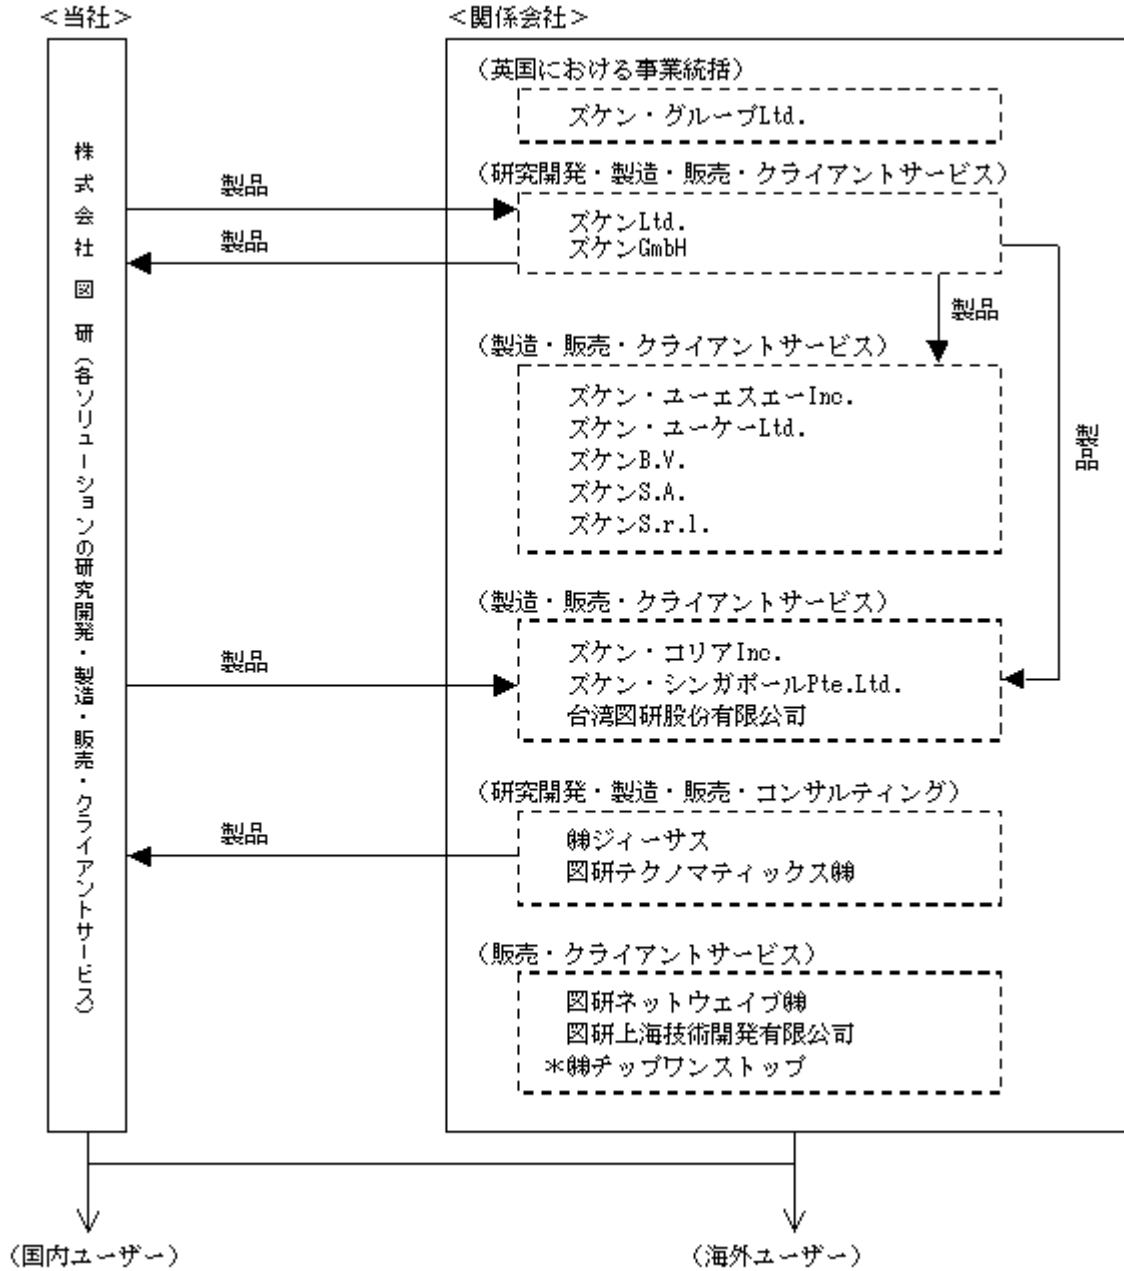 ＜当社＞
＜関係会社＞
株式会社 図研（各ソリューションの研究開発・製造・販売・クライアントサービス）
（英国における事業統括）
ズケン・グループLtd.
（研究開発・製造・販売・クライアントサービス）
製品
ズケンLtd.
製品
ズケンGmbH
製品
（製造・販売・クライアントサービス）
ズケン・ユーエスエーInc.
ズケン・ユーケーLtd.
ズケンB.V.
ズケンS.A.
ズケンS.r.l.
製品
（製造・販売・クライアントサービス）
ズケン・コリアInc.
製品
ズケン・シンガポールPte.Ltd.
台湾図研股份有限公司
（研究開発・製造・販売・コンサルティング）
製品
㈱ジィーサス
図研テクノマティックス㈱
（販売・クライアントサービス）
図研ネットウェイブ㈱
図研上海技術開発有限公司
＊㈱チップワンストップ
（国内ユーザー）
（海外ユーザー）